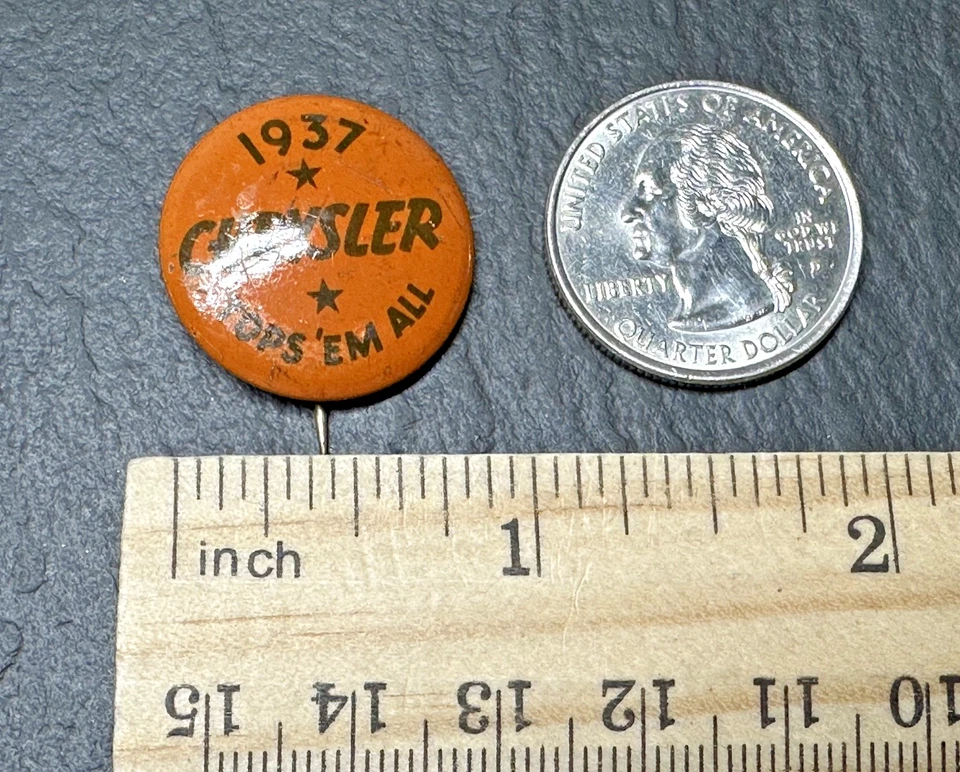 1937
CHRYSLER
TOPS 'EM ALL
UNITED STATES OF AMERICA
LIBERTY
IN
GOD WE
TRUST
P
QUARTER DOLLAR
1 2
inch
15 14 13 12 11 10